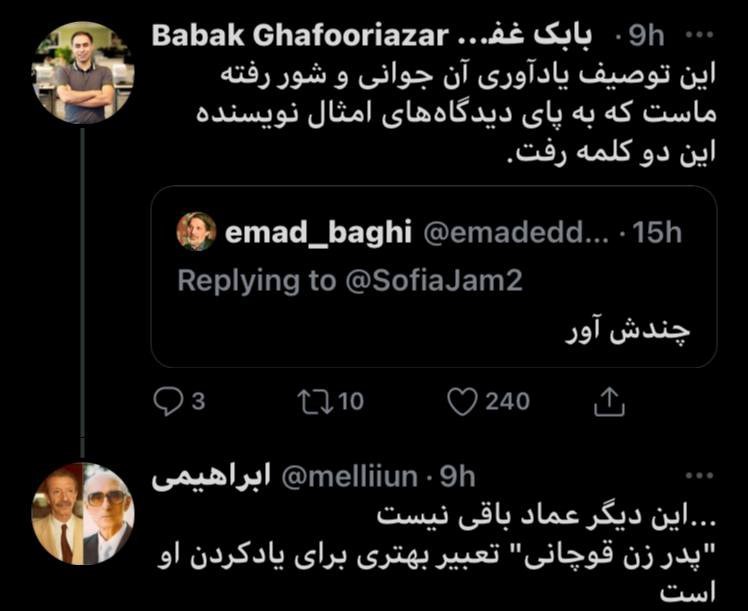 Babak Ghafooriazar بابک غفـ... · 9h
این توصیف یادآوری آن جوانی و شور رفته
ماست که به پای دیدگاه‌های امثال نویسنده
این دو کلمه رفت.
emad_baghi @emadedd... · 15h
Replying to @SofiaJam2
چندش آور
3 10 240
ابراهیمی @melliiun · 9h
...این دیگر عماد باقی نیست
"پدر زن قوچانی" تعبیر بهتری برای یادکردن او
است